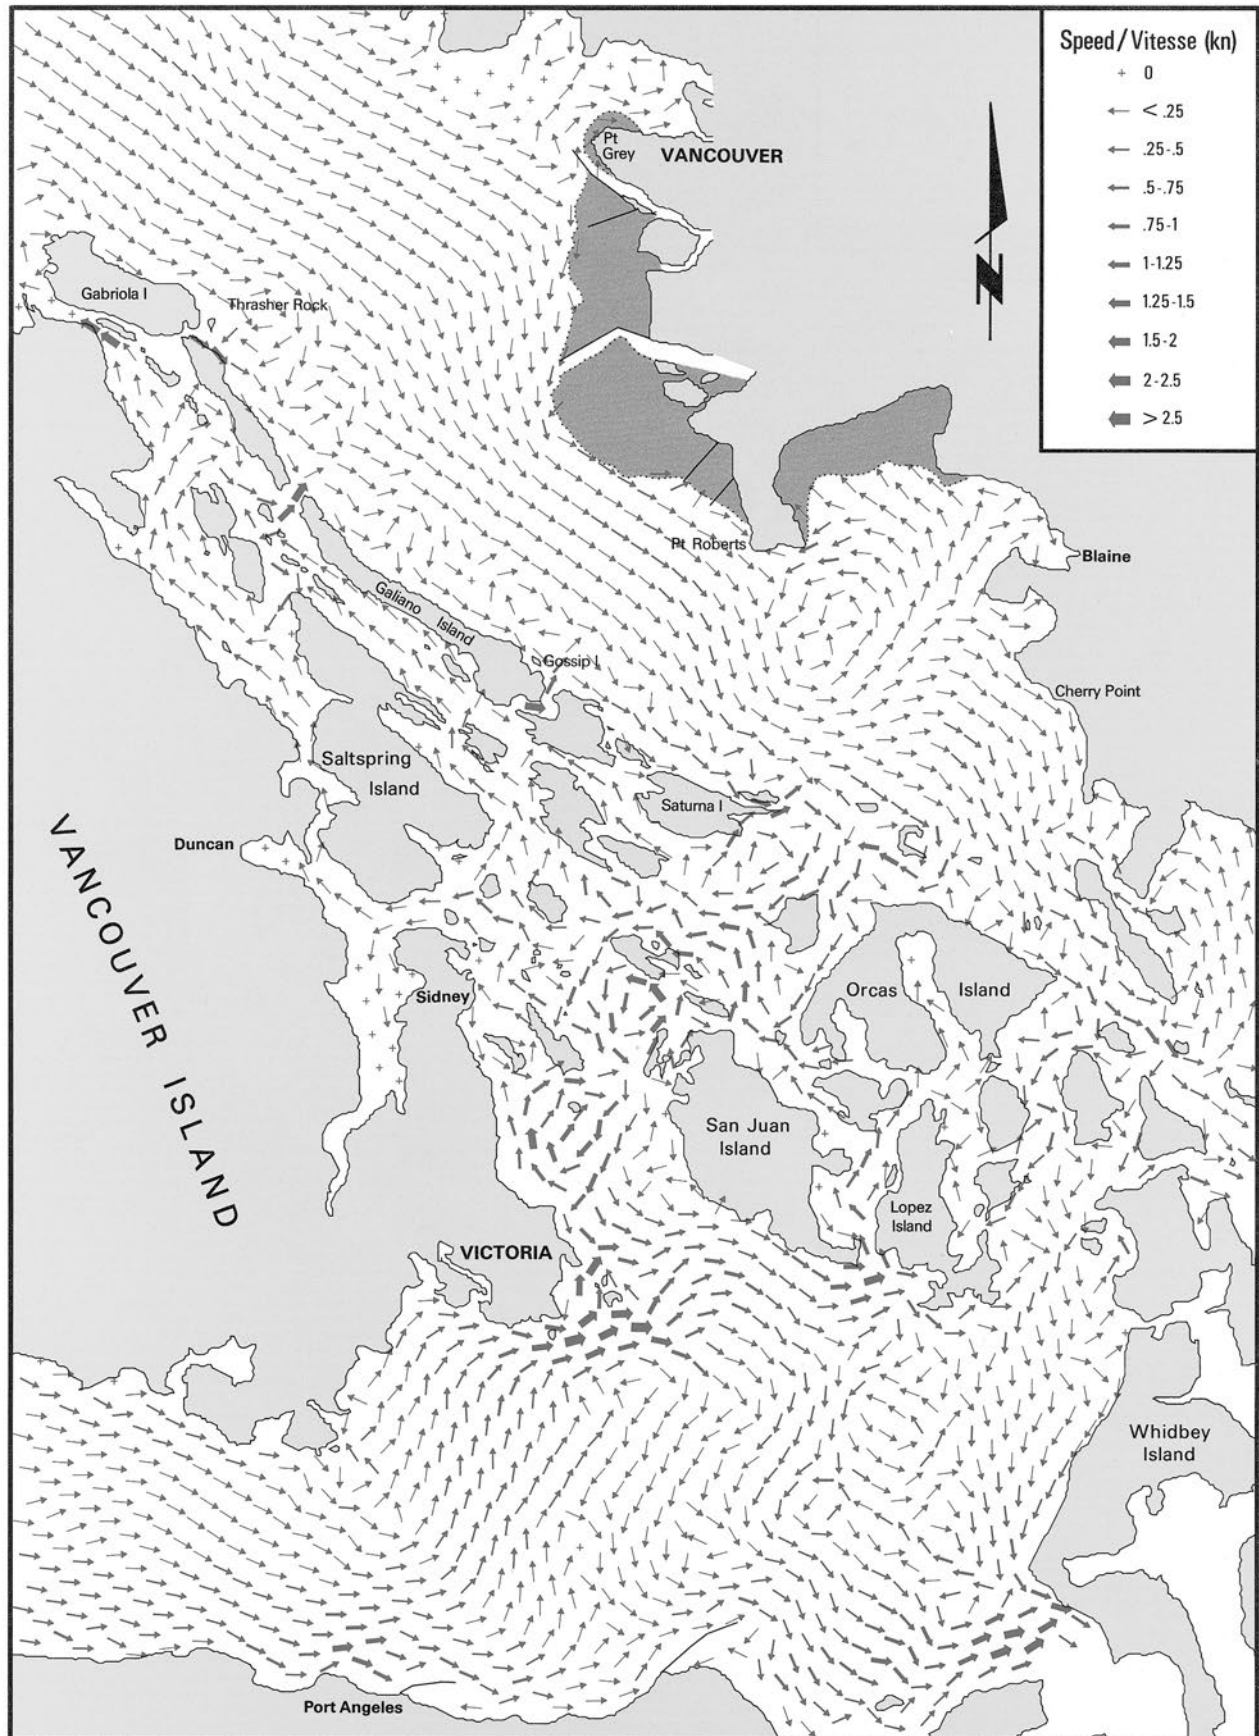 Speed/Vitesse (kn)
0
< .25
.25-.5
.5-.75
.75-1
1-1.25
1.25-1.5
1.5-2
2-2.5
> 2.5
Pt
Grey
VANCOUVER
N
Gabriola I
Thrasher Rock
Pt Roberts
Blaine
Galiano
Island
Gossip I
Cherry Point
Saltspring
Island
Saturna I
Duncan
VANCOUVER ISLAND
Sidney
Orcas Island
San Juan
Island
Lopez
Island
VICTORIA
Whidbey
Island
Port Angeles